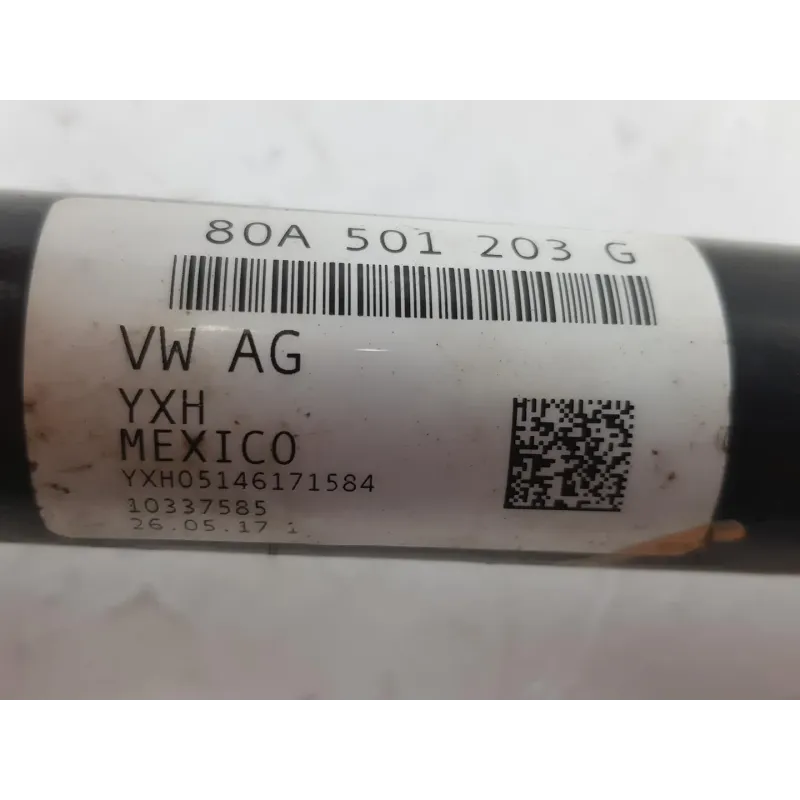 80A 501 203 G
VW AG
YXH
MEXICO
YXH05146171584
10337585
26.05.17 1